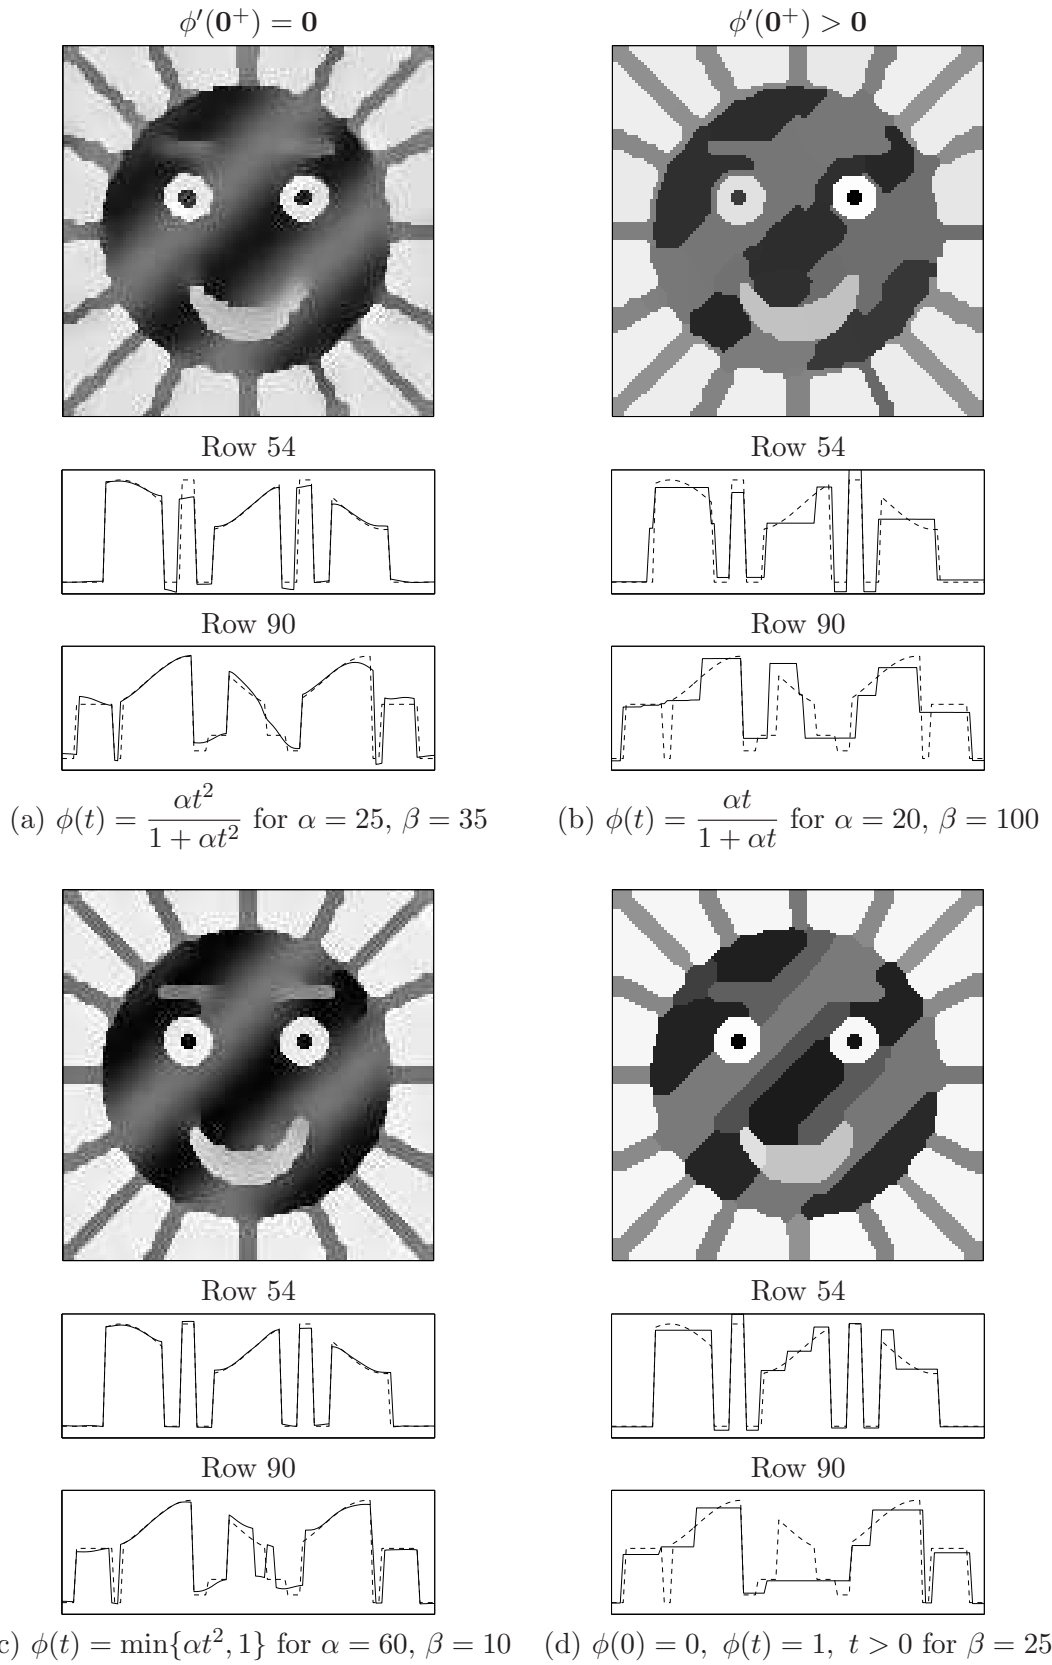 ϕ′(0⁺) = 0
ϕ′(0⁺) > 0
Row 54
Row 54
Row 90
Row 90
(a) ϕ(t) = αt² / (1 + αt²) for α = 25, β = 35
(b) ϕ(t) = αt / (1 + αt) for α = 20, β = 100
Row 54
Row 54
Row 90
Row 90
c) ϕ(t) = min{αt², 1} for α = 60, β = 10
(d) ϕ(0) = 0, ϕ(t) = 1, t > 0 for β = 25